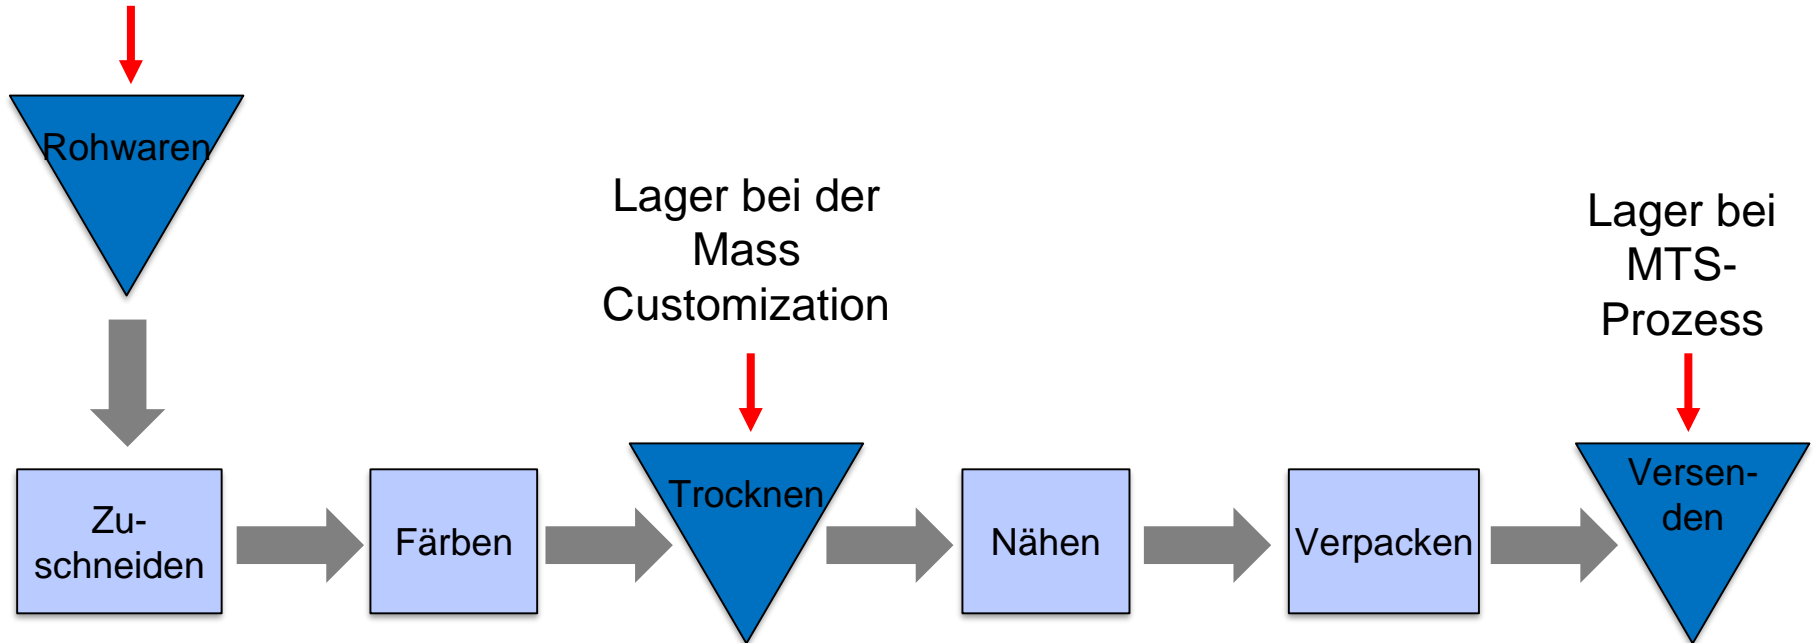 Rohwaren
Lager bei der
Mass
Customization
Lager bei
MTS-
Prozess
Zu-
schneiden
Färben
Trocknen
Nähen
Verpacken
Versen-
den